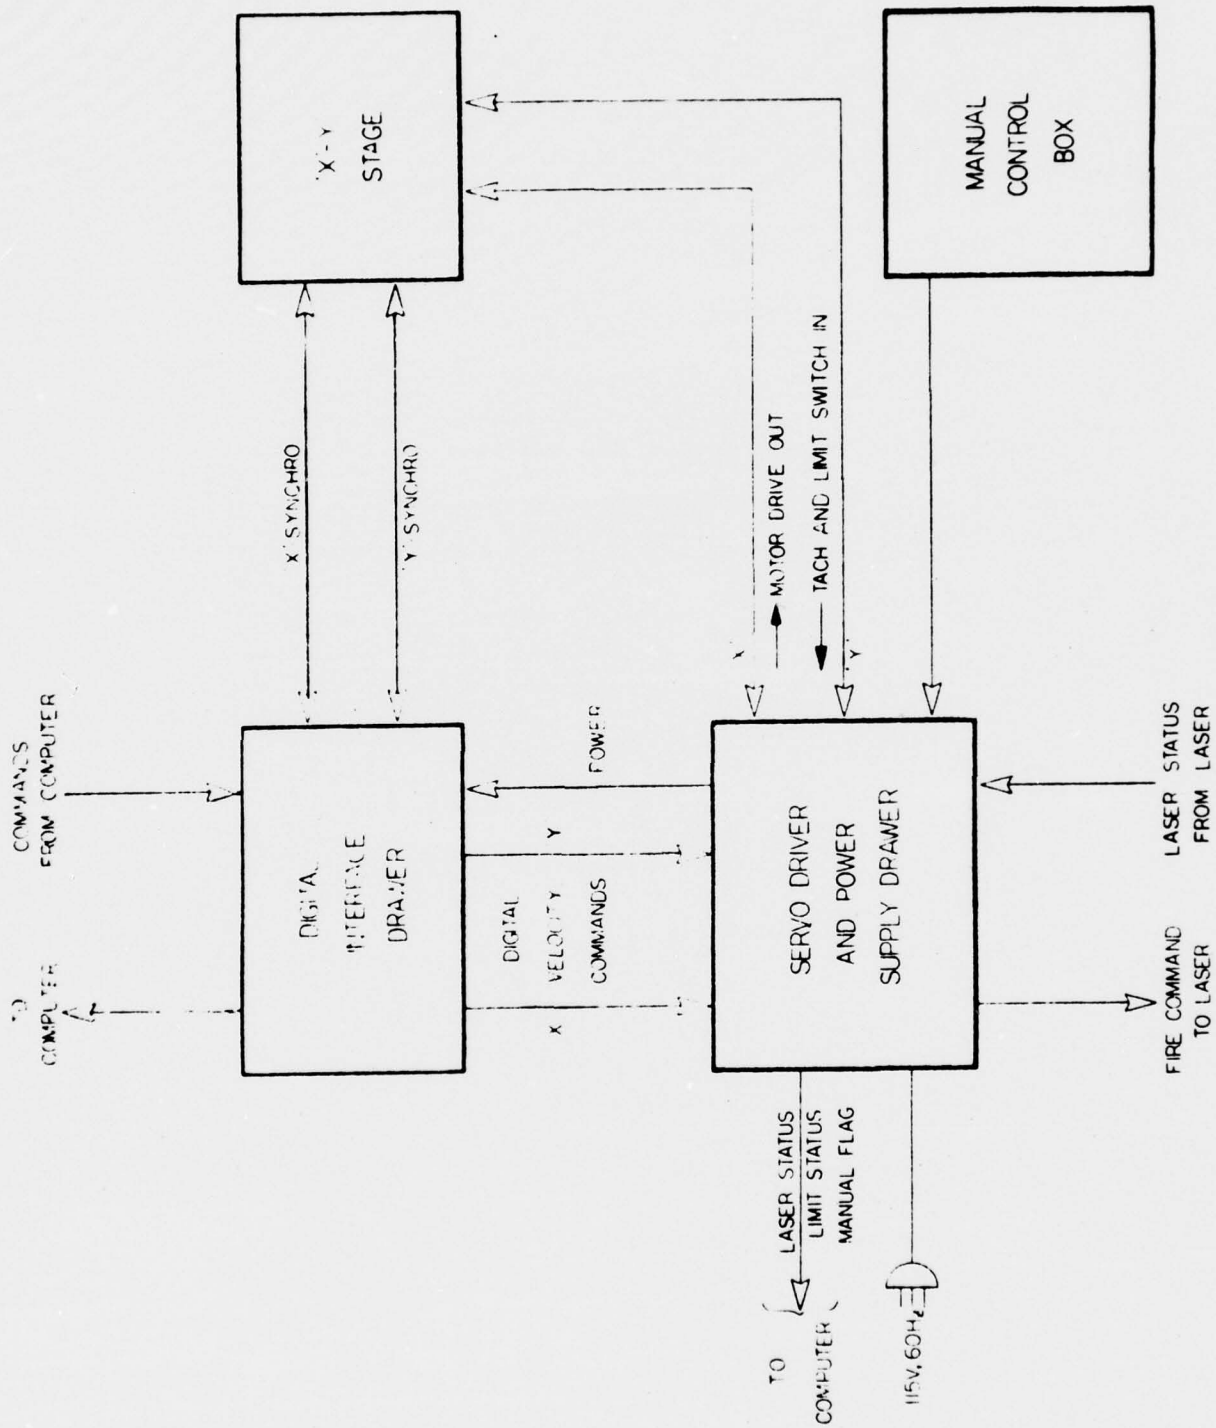 TO
COMPUTER
COMMANDS
FROM COMPUTER
DIGITAL
INTERFACE
DRAWER
'X' SYNCHRO
'Y' SYNCHRO
'X'-Y
STAGE
DIGITAL
VELOCITY
COMMANDS
X
Y
POWER
TO
COMPUTER
LASER STATUS
LIMIT STATUS
MANUAL FLAG
115V, 60Hz
SERVO DRIVER
AND POWER
SUPPLY DRAWER
'X'
MOTOR DRIVE OUT
TACH AND LIMIT SWITCH IN
'Y'
MANUAL
CONTROL
BOX
FIRE COMMAND
TO LASER
LASER STATUS
FROM LASER